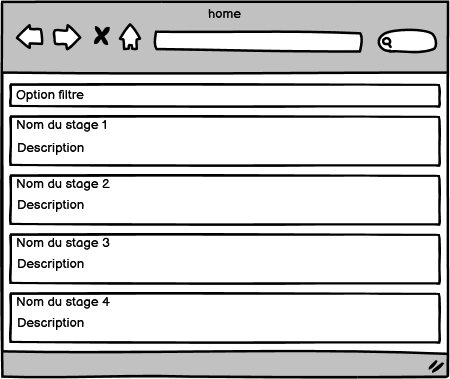 home
Option filtre
Nom du stage 1
Description
Nom du stage 2
Description
Nom du stage 3
Description
Nom du stage 4
Description